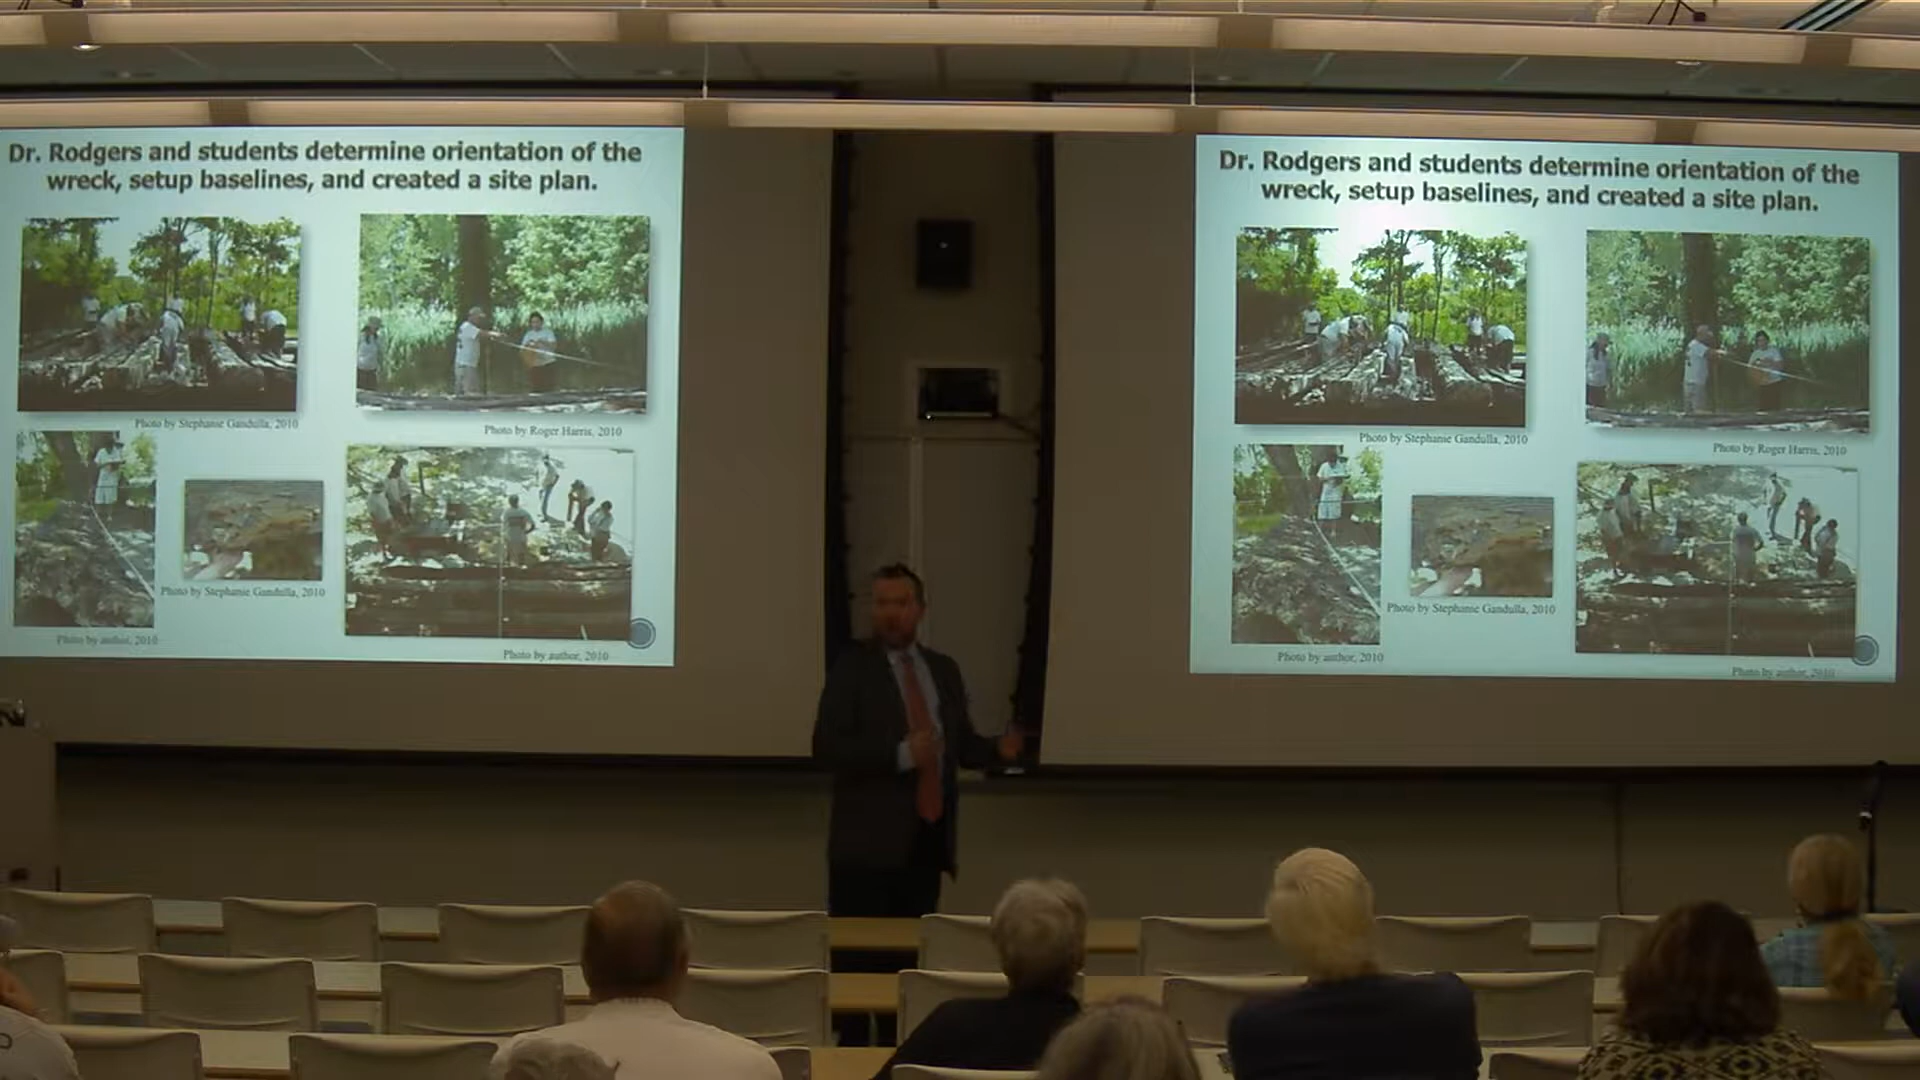 Dr. Rodgers and students determine orientation of the
wreck, setup baselines, and created a site plan.
Photo by Stephanie Gandulla, 2010
Photo by Roger Harris, 2010
Photo by Stephanie Gandulla, 2010
Photo by author, 2010
Photo by author, 2010
Dr. Rodgers and students determine orientation of the
wreck, setup baselines, and created a site plan.
Photo by Stephanie Gandulla, 2010
Photo by Roger Harris, 2010
Photo by Stephanie Gandulla, 2010
Photo by author, 2010
Photo by author, 2010